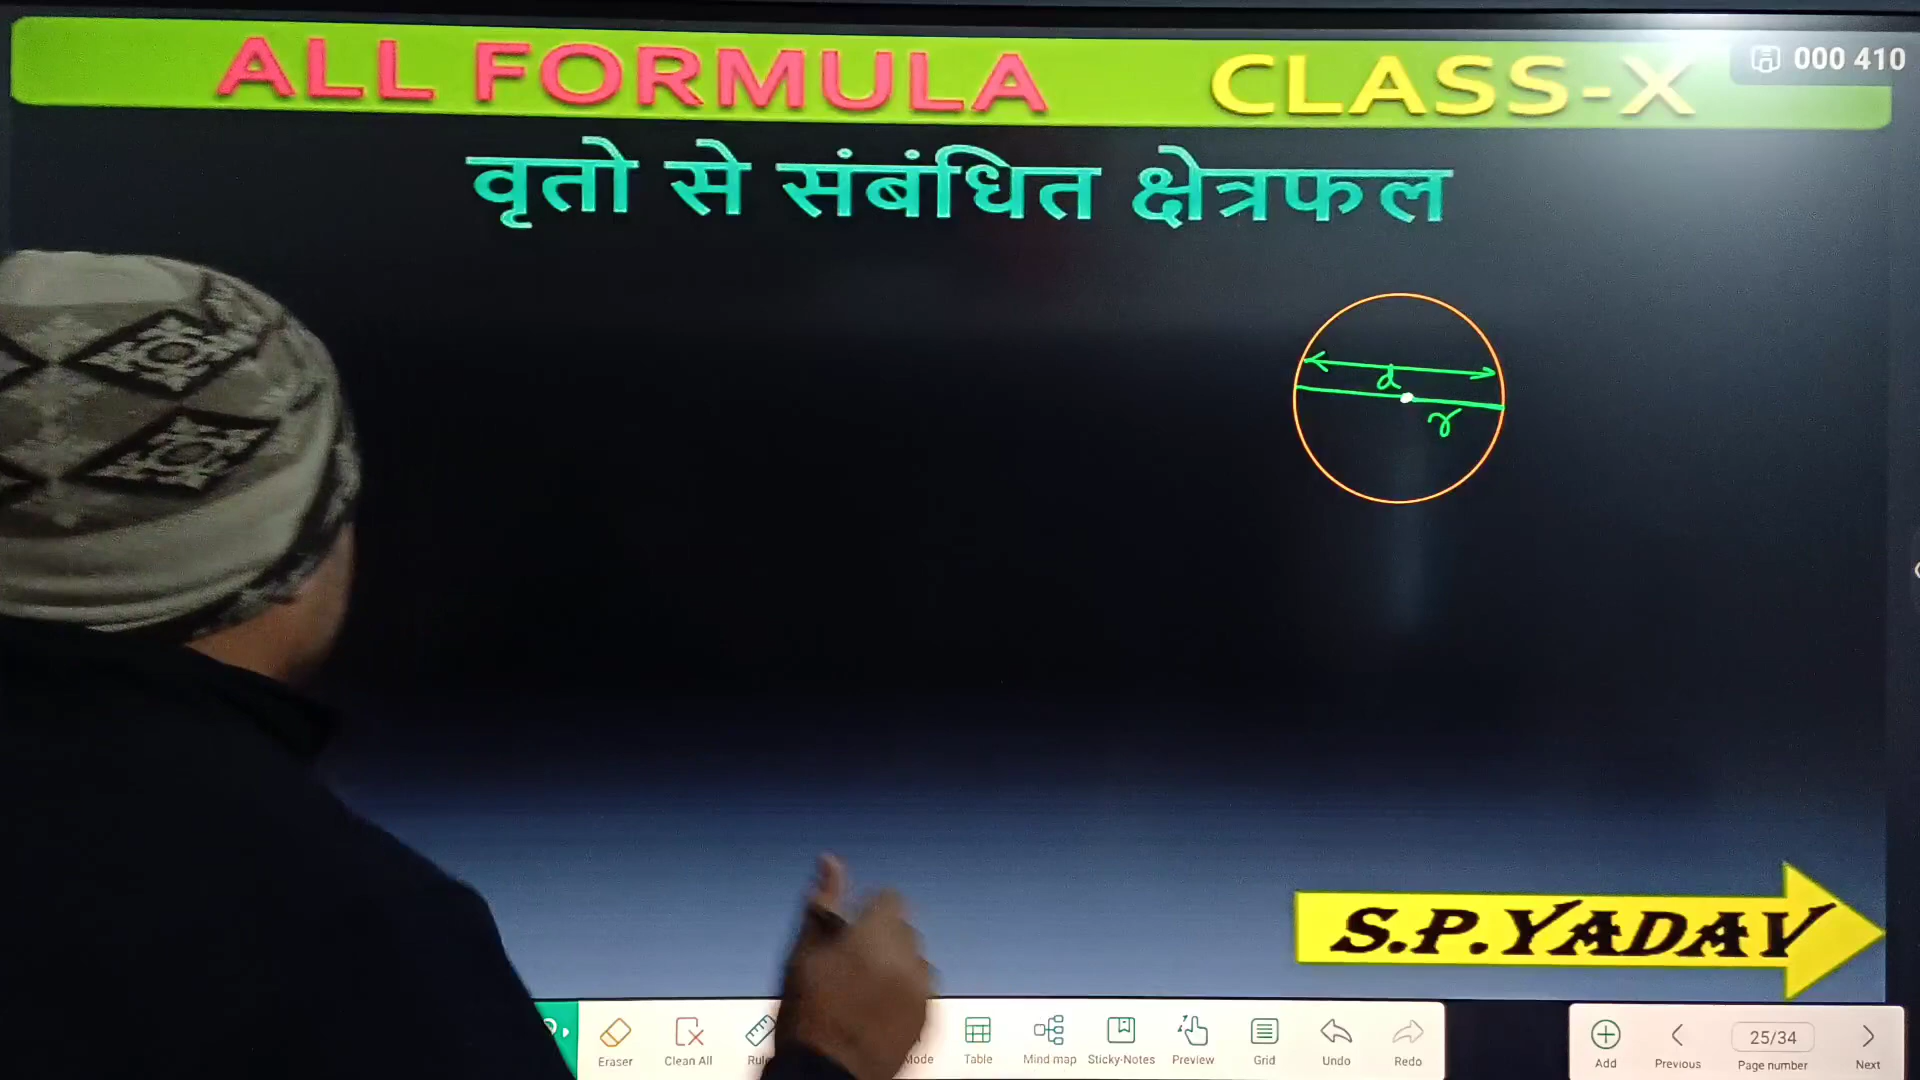 ALL FORMULA CLASS-X
000 410
वृतो से संबंधित क्षेत्रफल
d
r
S.P.YADAV
Eraser
Clean All
Table
Mind map
Sticky-Notes
Preview
Grid
Undo
Redo
Add
Previous
25/34
Page number
Next